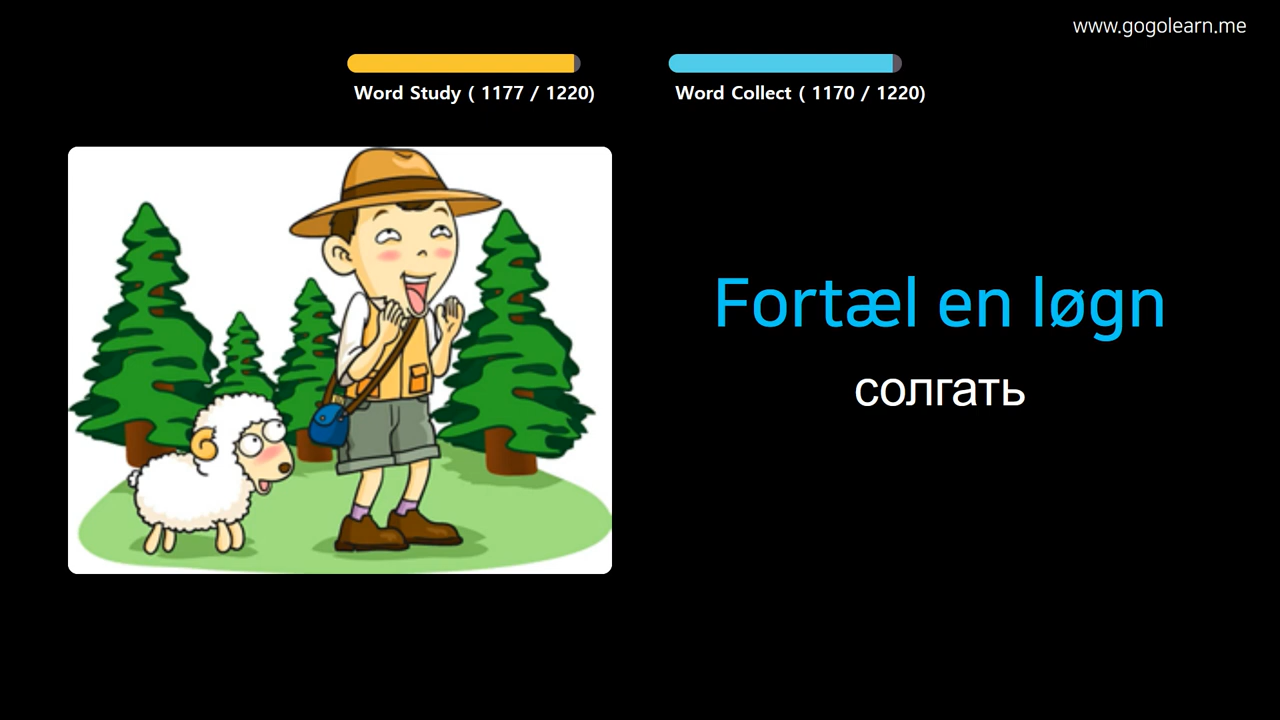 www.gogolearn.me
Word Study ( 1177 / 1220)
Word Collect ( 1170 / 1220)
Fortæl en løgn
солгать